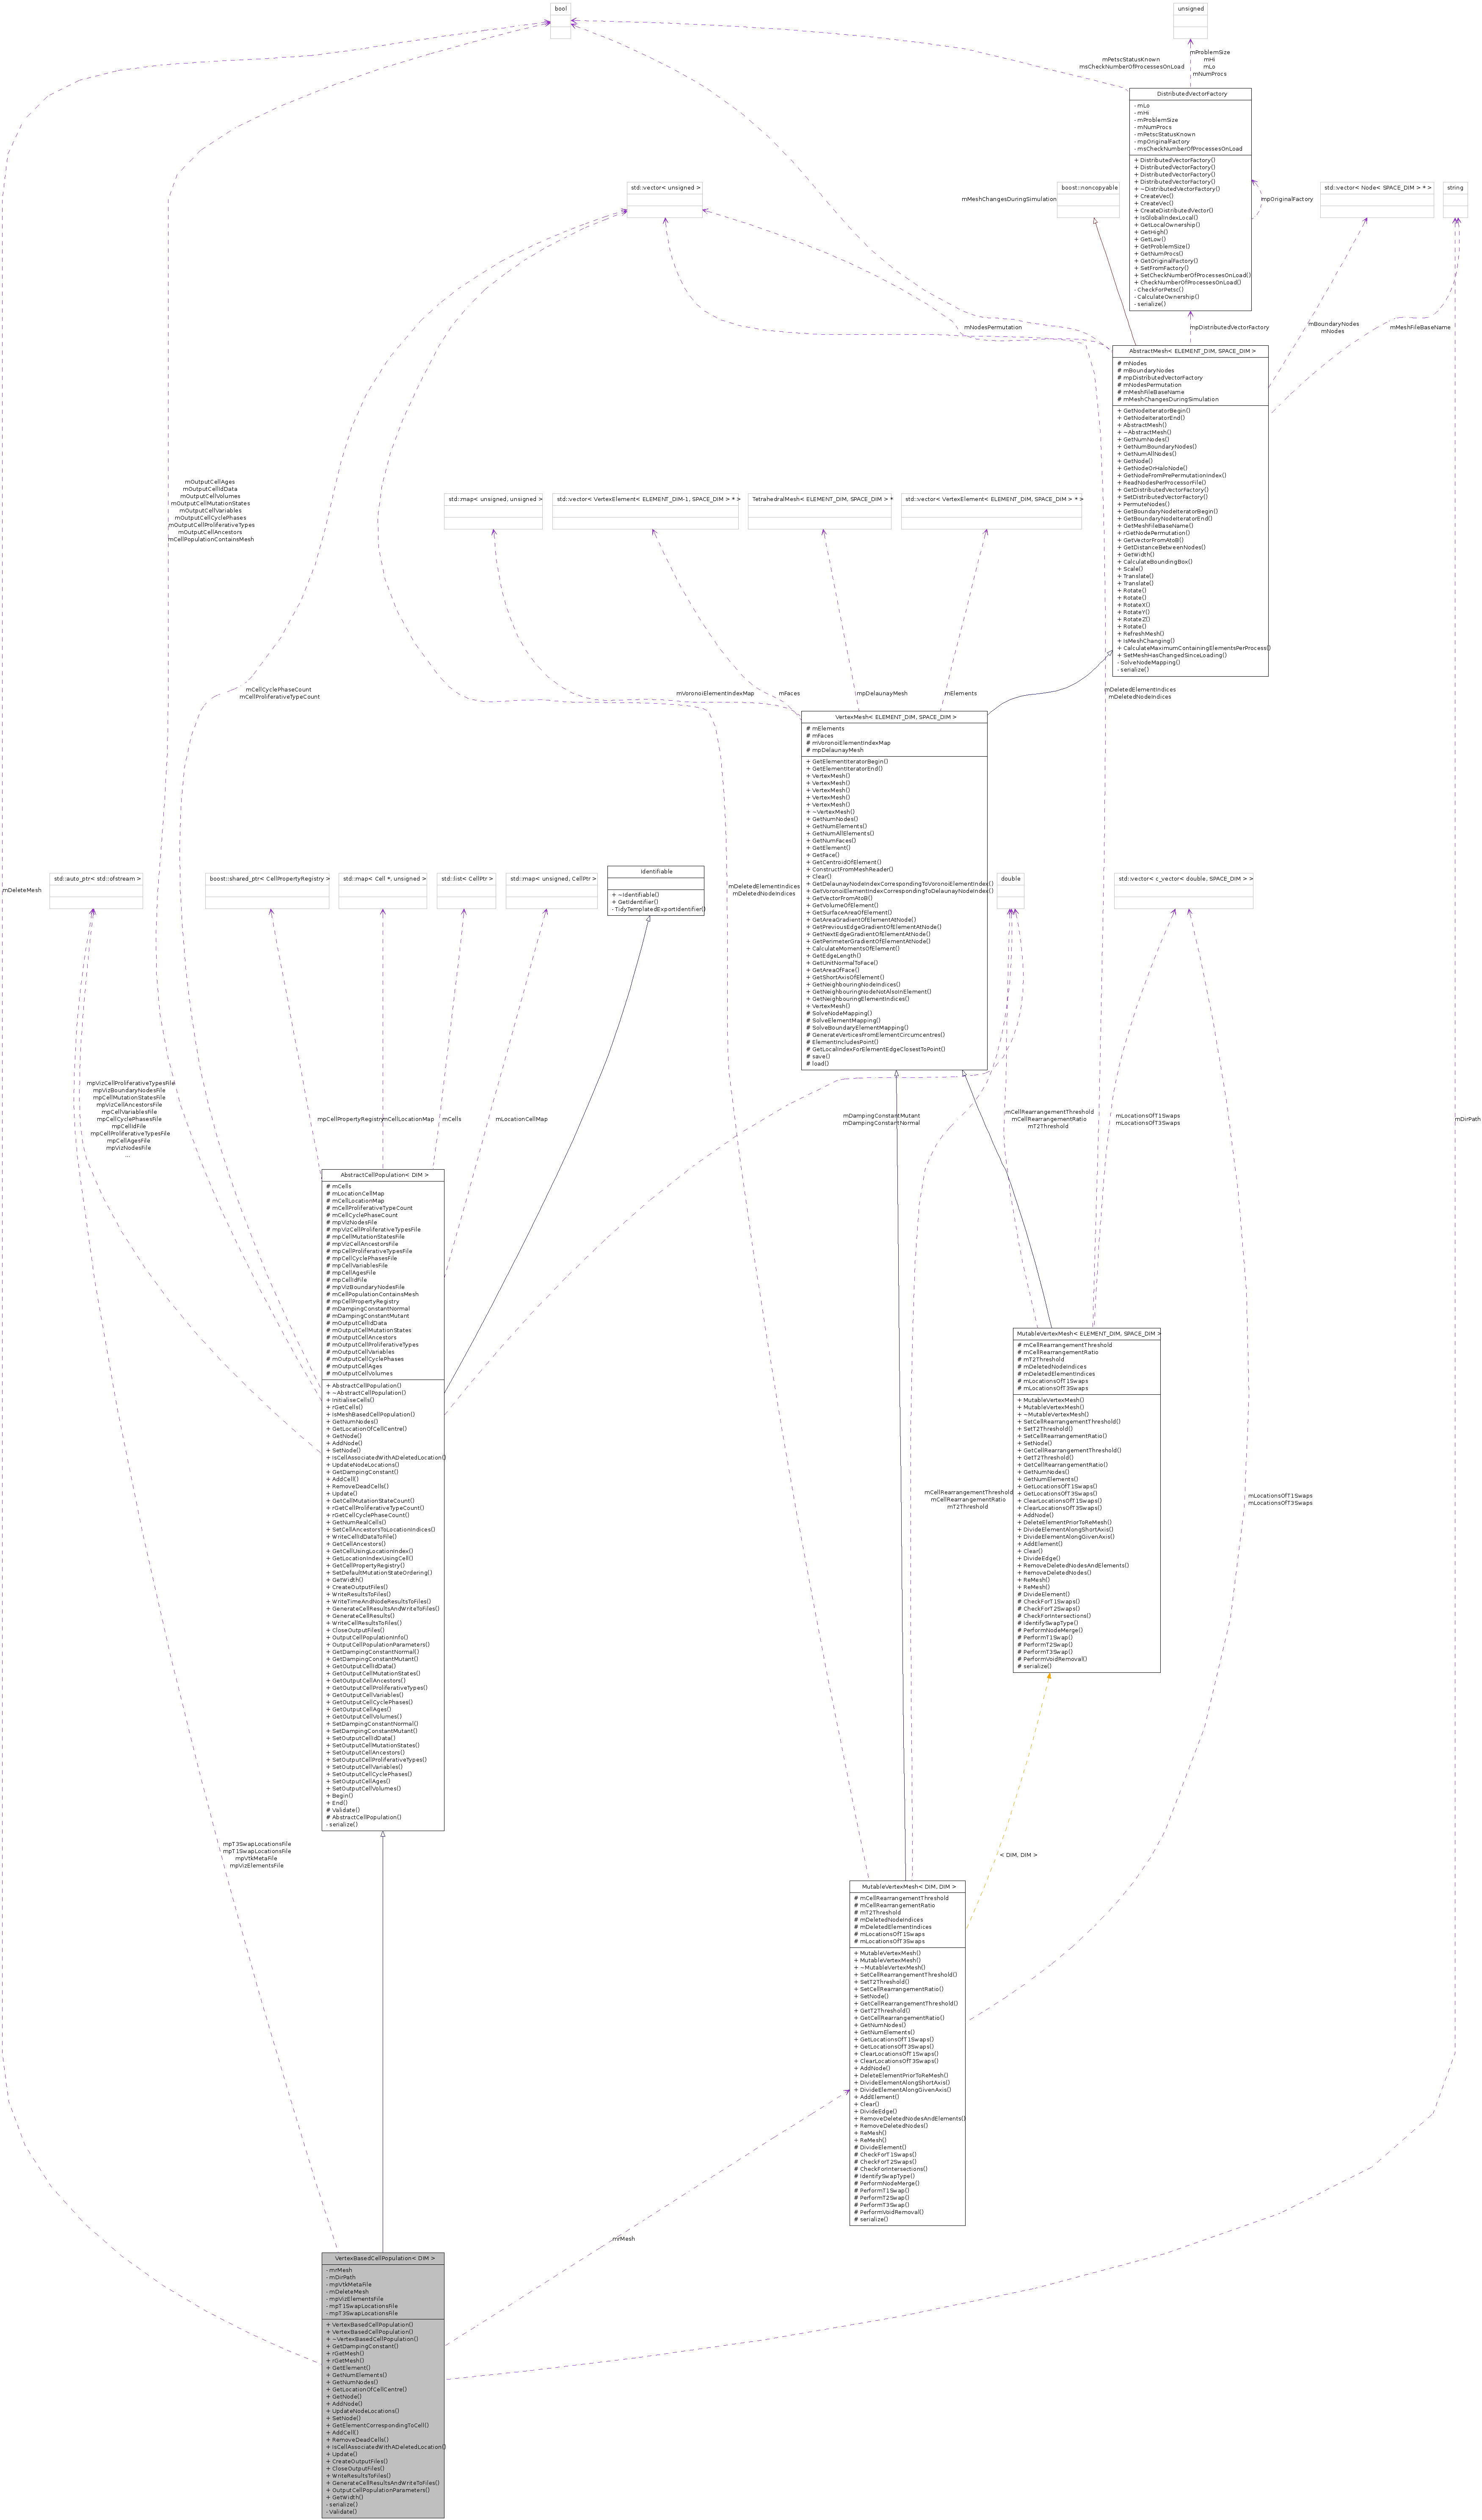 bool
unsigned
mProblemSize
mHi
mLo
mNumProcs
mPetscStatusKnown
msCheckNumberOfProcessesOnLoad
DistributedVectorFactory
- mLo
- mHi
- mProblemSize
- mNumProcs
- mPetscStatusKnown
- mpOriginalFactory
- msCheckNumberOfProcessesOnLoad
+ DistributedVectorFactory()
+ DistributedVectorFactory()
+ DistributedVectorFactory()
+ DistributedVectorFactory()
+ ~DistributedVectorFactory()
+ CreateVec()
+ CreateVec()
+ CreateDistributedVector()
+ IsGlobalIndexLocal()
+ GetLocalOwnership()
+ GetHigh()
+ GetLow()
+ GetProblemSize()
+ GetNumProcs()
+ GetOriginalFactory()
+ SetFromFactory()
+ SetCheckNumberOfProcessesOnLoad()
+ CheckNumberOfProcessesOnLoad()
- CheckForPetsc()
- CalculateOwnership()
- serialize()
std::vector< unsigned >
mMeshChangesDuringSimulation
boost::noncopyable
mpOriginalFactory
std::vector< Node< SPACE_DIM > * >
string
mNodesPermutation
mpDistributedVectorFactory
mBoundaryNodes
mNodes
mMeshFileBaseName
AbstractMesh< ELEMENT_DIM, SPACE_DIM >
# mNodes
# mBoundaryNodes
# mpDistributedVectorFactory
# mNodesPermutation
# mMeshFileBaseName
# mMeshChangesDuringSimulation
+ GetNodeIteratorBegin()
+ GetNodeIteratorEnd()
+ AbstractMesh()
+ ~AbstractMesh()
+ GetNumNodes()
+ GetNumBoundaryNodes()
+ GetNumAllNodes()
+ GetNode()
+ GetNodeOrHaloNode()
+ GetNodeFromPrePermutationIndex()
+ ReadNodesPerProcessorFile()
+ GetDistributedVectorFactory()
+ SetDistributedVectorFactory()
+ PermuteNodes()
+ GetBoundaryNodeIteratorBegin()
+ GetBoundaryNodeIteratorEnd()
+ GetMeshFileBaseName()
+ rGetNodePermutation()
+ GetVectorFromAtoB()
+ GetDistanceBetweenNodes()
+ GetWidth()
+ CalculateBoundingBox()
+ Scale()
+ Translate()
+ Translate()
+ Rotate()
+ Rotate()
+ RotateX()
+ RotateY()
+ RotateZ()
+ Rotate()
+ RefreshMesh()
+ IsMeshChanging()
+ CalculateMaximumContainingElementsPerProcess()
+ SetMeshHasChangedSinceLoading()
- SolveNodeMapping()
- serialize()
mOutputCellAges
mOutputCellIdData
mOutputCellVolumes
mOutputCellMutationStates
mOutputCellVariables
mOutputCellCyclePhases
mOutputCellProliferativeTypes
mOutputCellAncestors
mCellPopulationContainsMesh
std::map< unsigned, unsigned >
std::vector< VertexElement< ELEMENT_DIM-1, SPACE_DIM > * >
TetrahedralMesh< ELEMENT_DIM, SPACE_DIM > *
std::vector< VertexElement< ELEMENT_DIM, SPACE_DIM > * >
mCellCyclePhaseCount
mCellProliferativeTypeCount
mVoronoiElementIndexMap
mFaces
mpDelaunayMesh
mElements
mDeletedElementIndices
mDeletedNodeIndices
VertexMesh< ELEMENT_DIM, SPACE_DIM >
# mElements
# mFaces
# mVoronoiElementIndexMap
# mpDelaunayMesh
+ GetElementIteratorBegin()
+ GetElementIteratorEnd()
+ VertexMesh()
+ VertexMesh()
+ VertexMesh()
+ VertexMesh()
+ VertexMesh()
+ ~VertexMesh()
+ GetNumNodes()
+ GetNumElements()
+ GetNumAllElements()
+ GetNumFaces()
+ GetElement()
+ GetFace()
+ GetCentroidOfElement()
+ ConstructFromMeshReader()
+ Clear()
+ GetDelaunayNodeIndexCorrespondingToVoronoiElementIndex()
+ GetVoronoiElementIndexCorrespondingToDelaunayNodeIndex()
+ GetVectorFromAtoB()
+ GetVolumeOfElement()
+ GetSurfaceAreaOfElement()
+ GetAreaGradientOfElementAtNode()
+ GetPreviousEdgeGradientOfElementAtNode()
+ GetNextEdgeGradientOfElementAtNode()
+ GetPerimeterGradientOfElementAtNode()
+ CalculateMomentsOfElement()
+ GetEdgeLength()
+ GetUnitNormalToFace()
+ GetAreaOfFace()
+ GetShortAxisOfElement()
+ GetNeighbouringNodeIndices()
+ GetNeighbouringNodeNotAlsoInElement()
+ GetNeighbouringElementIndices()
+ VertexMesh()
# SolveNodeMapping()
# SolveElementMapping()
# SolveBoundaryElementMapping()
# GenerateVerticesFromElementCircumcentres()
# ElementIncludesPoint()
# GetLocalIndexForElementEdgeClosestToPoint()
# save()
# load()
mDeleteMesh
std::auto_ptr< std::ofstream >
boost::shared_ptr< CellPropertyRegistry >
std::map< Cell *, unsigned >
std::list< CellPtr >
std::map< unsigned, CellPtr >
Identifiable
+ ~Identifiable()
+ GetIdentifier()
- TidyTemplatedExportIdentifier()
mDeletedElementIndices
mDeletedNodeIndices
double
std::vector< c_vector< double, SPACE_DIM > >
mpVizCellProliferativeTypesFile
mpVizBoundaryNodesFile
mpCellMutationStatesFile
mpVizCellAncestorsFile
mpCellVariablesFile
mpCellCyclePhasesFile
mpCellIdFile
mpCellProliferativeTypesFile
mpCellAgesFile
mpVizNodesFile
...
mpCellPropertyRegistry
mCellLocationMap
mCells
mLocationCellMap
mDampingConstantMutant
mDampingConstantNormal
mCellRearrangementThreshold
mCellRearrangementRatio
mT2Threshold
mLocationsOfT1Swaps
mLocationsOfT3Swaps
mDirPath
AbstractCellPopulation< DIM >
# mCells
# mLocationCellMap
# mCellLocationMap
# mCellProliferativeTypeCount
# mCellCyclePhaseCount
# mpVizNodesFile
# mpVizCellProliferativeTypesFile
# mpCellMutationStatesFile
# mpVizCellAncestorsFile
# mpCellProliferativeTypesFile
# mpCellCyclePhasesFile
# mpCellVariablesFile
# mpCellAgesFile
# mpCellIdFile
# mpVizBoundaryNodesFile
# mCellPopulationContainsMesh
# mpCellPropertyRegistry
# mDampingConstantNormal
# mDampingConstantMutant
# mOutputCellIdData
# mOutputCellMutationStates
# mOutputCellAncestors
# mOutputCellProliferativeTypes
# mOutputCellVariables
# mOutputCellCyclePhases
# mOutputCellAges
# mOutputCellVolumes
+ AbstractCellPopulation()
+ ~AbstractCellPopulation()
+ InitialiseCells()
+ rGetCells()
+ IsMeshBasedCellPopulation()
+ GetNumNodes()
+ GetLocationOfCellCentre()
+ GetNode()
+ AddNode()
+ SetNode()
+ IsCellAssociatedWithADeletedLocation()
+ UpdateNodeLocations()
+ GetDampingConstant()
+ AddCell()
+ RemoveDeadCells()
+ Update()
+ GetCellMutationStateCount()
+ rGetCellProliferativeTypeCount()
+ rGetCellCyclePhaseCount()
+ GetNumRealCells()
+ SetCellAncestorsToLocationIndices()
+ WriteCellIdDataToFile()
+ GetCellAncestors()
+ GetCellUsingLocationIndex()
+ GetLocationIndexUsingCell()
+ GetCellPropertyRegistry()
+ SetDefaultMutationStateOrdering()
+ GetWidth()
+ CreateOutputFiles()
+ WriteResultsToFiles()
+ WriteTimeAndNodeResultsToFiles()
+ GenerateCellResultsAndWriteToFiles()
+ GenerateCellResults()
+ WriteCellResultsToFiles()
+ CloseOutputFiles()
+ OutputCellPopulationInfo()
+ OutputCellPopulationParameters()
+ GetDampingConstantNormal()
+ GetDampingConstantMutant()
+ GetOutputCellIdData()
+ GetOutputCellMutationStates()
+ GetOutputCellAncestors()
+ GetOutputCellProliferativeTypes()
+ GetOutputCellVariables()
+ GetOutputCellCyclePhases()
+ GetOutputCellAges()
+ GetOutputCellVolumes()
+ SetDampingConstantNormal()
+ SetDampingConstantMutant()
+ SetOutputCellIdData()
+ SetOutputCellMutationStates()
+ SetOutputCellAncestors()
+ SetOutputCellProliferativeTypes()
+ SetOutputCellVariables()
+ SetOutputCellCyclePhases()
+ SetOutputCellAges()
+ SetOutputCellVolumes()
+ Begin()
+ End()
# Validate()
# AbstractCellPopulation()
- serialize()
MutableVertexMesh< ELEMENT_DIM, SPACE_DIM >
# mCellRearrangementThreshold
# mCellRearrangementRatio
# mT2Threshold
# mDeletedNodeIndices
# mDeletedElementIndices
# mLocationsOfT1Swaps
# mLocationsOfT3Swaps
+ MutableVertexMesh()
+ MutableVertexMesh()
+ ~MutableVertexMesh()
+ SetCellRearrangementThreshold()
+ SetT2Threshold()
+ SetCellRearrangementRatio()
+ SetNode()
+ GetCellRearrangementThreshold()
+ GetT2Threshold()
+ GetCellRearrangementRatio()
+ GetNumNodes()
+ GetNumElements()
+ GetLocationsOfT1Swaps()
+ GetLocationsOfT3Swaps()
+ ClearLocationsOfT1Swaps()
+ ClearLocationsOfT3Swaps()
+ AddNode()
+ DeleteElementPriorToReMesh()
+ DivideElementAlongShortAxis()
+ DivideElementAlongGivenAxis()
+ AddElement()
+ Clear()
+ DivideEdge()
+ RemoveDeletedNodesAndElements()
+ RemoveDeletedNodes()
+ ReMesh()
+ ReMesh()
# DivideElement()
# CheckForT1Swaps()
# CheckForT2Swaps()
# CheckForIntersections()
# IdentifySwapType()
# PerformNodeMerge()
# PerformT1Swap()
# PerformT2Swap()
# PerformT3Swap()
# PerformVoidRemoval()
# serialize()
mCellRearrangementThreshold
mCellRearrangementRatio
mT2Threshold
mLocationsOfT1Swaps
mLocationsOfT3Swaps
mpT3SwapLocationsFile
mpT1SwapLocationsFile
mpVtkMetaFile
mpVizElementsFile
< DIM, DIM >
MutableVertexMesh< DIM, DIM >
# mCellRearrangementThreshold
# mCellRearrangementRatio
# mT2Threshold
# mDeletedNodeIndices
# mDeletedElementIndices
# mLocationsOfT1Swaps
# mLocationsOfT3Swaps
+ MutableVertexMesh()
+ MutableVertexMesh()
+ ~MutableVertexMesh()
+ SetCellRearrangementThreshold()
+ SetT2Threshold()
+ SetCellRearrangementRatio()
+ SetNode()
+ GetCellRearrangementThreshold()
+ GetT2Threshold()
+ GetCellRearrangementRatio()
+ GetNumNodes()
+ GetNumElements()
+ GetLocationsOfT1Swaps()
+ GetLocationsOfT3Swaps()
+ ClearLocationsOfT1Swaps()
+ ClearLocationsOfT3Swaps()
+ AddNode()
+ DeleteElementPriorToReMesh()
+ DivideElementAlongShortAxis()
+ DivideElementAlongGivenAxis()
+ AddElement()
+ Clear()
+ DivideEdge()
+ RemoveDeletedNodesAndElements()
+ RemoveDeletedNodes()
+ ReMesh()
+ ReMesh()
# DivideElement()
# CheckForT1Swaps()
# CheckForT2Swaps()
# CheckForIntersections()
# IdentifySwapType()
# PerformNodeMerge()
# PerformT1Swap()
# PerformT2Swap()
# PerformT3Swap()
# PerformVoidRemoval()
# serialize()
mrMesh
VertexBasedCellPopulation< DIM >
- mrMesh
- mDirPath
- mpVtkMetaFile
- mDeleteMesh
- mpVizElementsFile
- mpT1SwapLocationsFile
- mpT3SwapLocationsFile
+ VertexBasedCellPopulation()
+ VertexBasedCellPopulation()
+ ~VertexBasedCellPopulation()
+ GetDampingConstant()
+ rGetMesh()
+ rGetMesh()
+ GetElement()
+ GetNumElements()
+ GetNumNodes()
+ GetLocationOfCellCentre()
+ GetNode()
+ AddNode()
+ UpdateNodeLocations()
+ SetNode()
+ GetElementCorrespondingToCell()
+ AddCell()
+ RemoveDeadCells()
+ IsCellAssociatedWithADeletedLocation()
+ Update()
+ CreateOutputFiles()
+ CloseOutputFiles()
+ WriteResultsToFiles()
+ GenerateCellResultsAndWriteToFiles()
+ OutputCellPopulationParameters()
+ GetWidth()
- serialize()
- Validate()